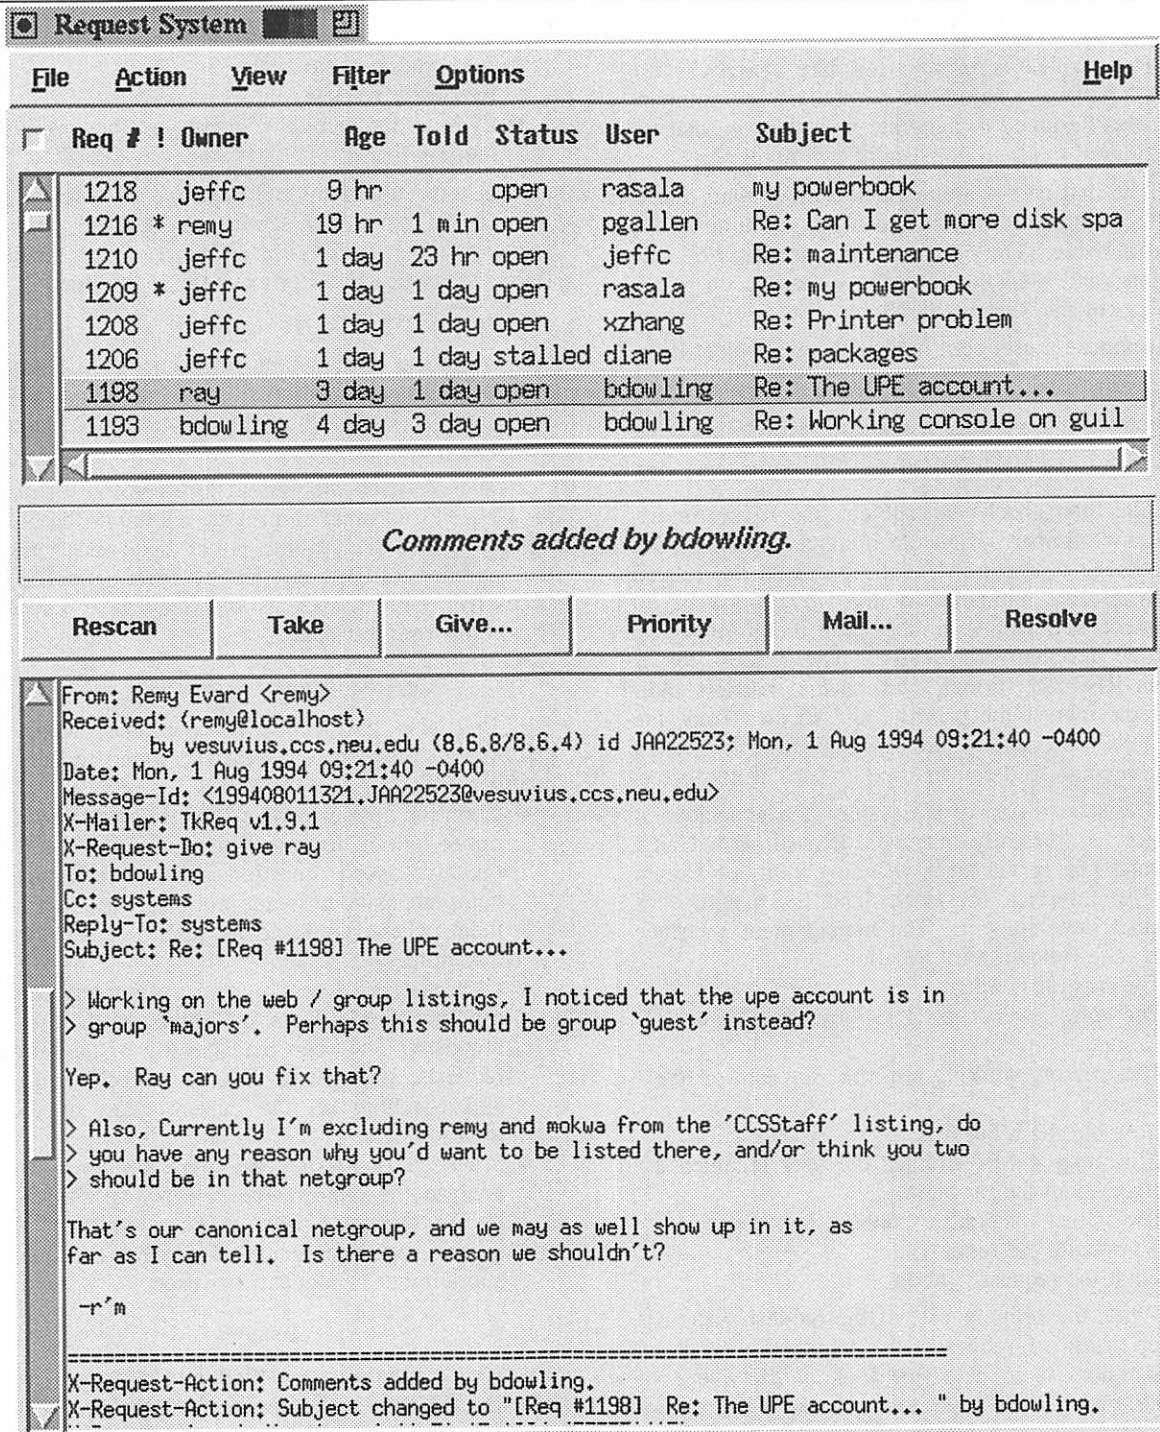 Request System
File Action View Filter Options Help
Req # ! Owner Age Told Status User Subject
1218 jeffc 9 hr open rasala my powerbook
1216 * remy 19 hr 1 min open pgallen Re: Can I get more disk spa
1210 jeffc 1 day 23 hr open jeffc Re: maintenance
1209 * jeffc 1 day 1 day open rasala Re: my powerbook
1208 jeffc 1 day 1 day open xzhang Re: Printer problem
1206 jeffc 1 day 1 day stalled diane Re: packages
1198 ray 3 day 1 day open bdowling Re: The UPE account...
1193 bdowling 4 day 3 day open bdowling Re: Working console on guil
Comments added by bdowling.
Rescan Take Give... Priority Mail... Resolve
From: Remy Evard <remy>
Received: (remy@localhost)
by vesuvius.ccs.neu.edu (8.6.8/8.6.4) id JAA22523; Mon, 1 Aug 1994 09:21:40 -0400
Date: Mon, 1 Aug 1994 09:21:40 -0400
Message-Id: <199408011321.JAA22523@vesuvius.ccs.neu.edu>
X-Mailer: TkReq v1.9.1
X-Request-Do: give ray
To: bdowling
Cc: systems
Reply-To: systems
Subject: Re: [Req #1198] The UPE account...
> Working on the web / group listings, I noticed that the upe account is in
> group `majors'. Perhaps this should be group `guest' instead?
Yep. Ray can you fix that?
> Also, Currently I'm excluding remy and mokwa from the 'CCSStaff' listing, do
> you have any reason why you'd want to be listed there, and/or think you two
> should be in that netgroup?
That's our canonical netgroup, and we may as well show up in it, as
far as I can tell. Is there a reason we shouldn't?
-r'm
===========================================================================
X-Request-Action: Comments added by bdowling.
X-Request-Action: Subject changed to "[Req #1198] Re: The UPE account... " by bdowling.